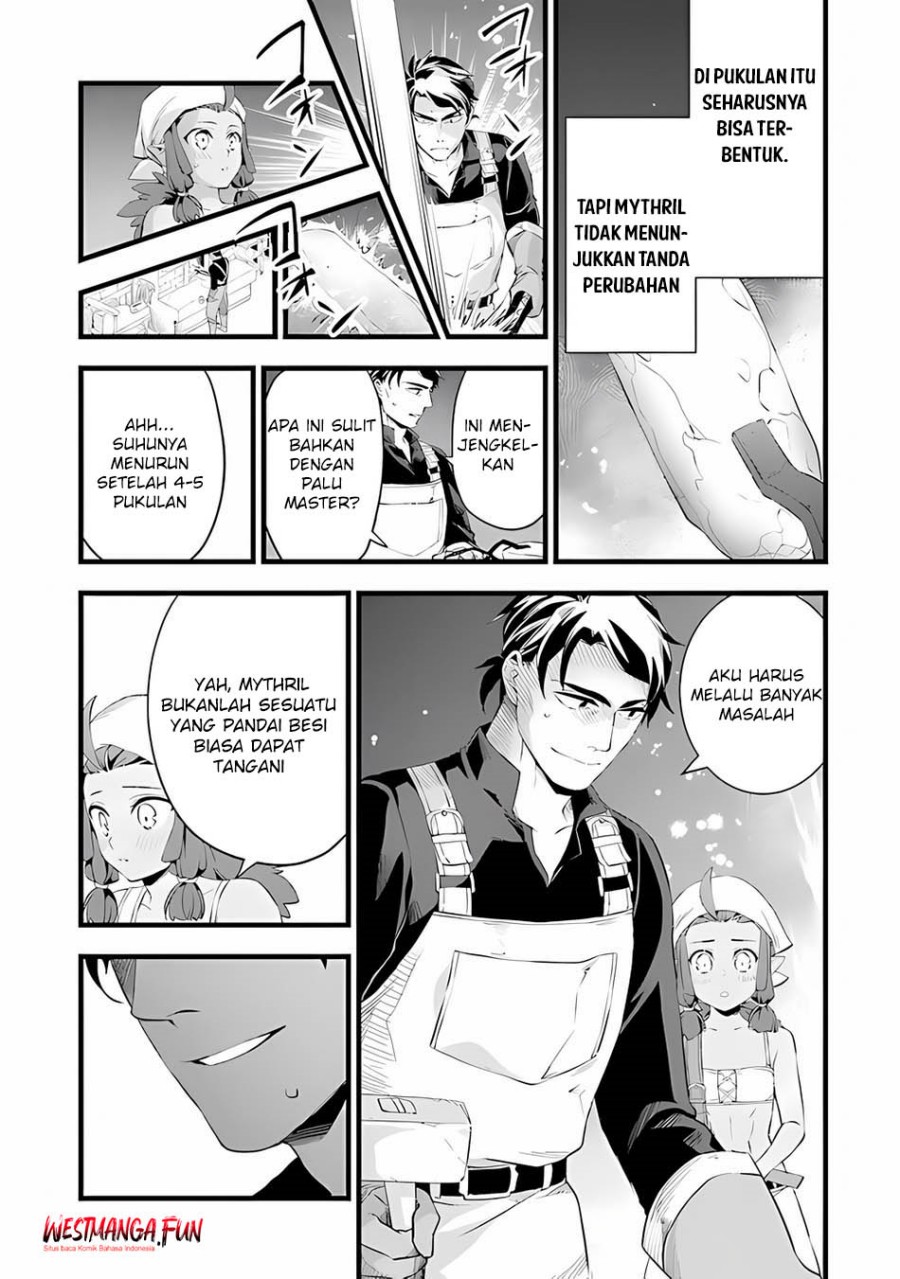 DI PUKULAN ITU
SEHARUSNYA
BISA TER-
BENTUK.
TAPI MYTHRIL
TIDAK MENUN-
JUKKAN TANDA
PERUBAHAN
INI MEN-
JENGKEL-
KAN
APA INI SULIT
BAHKAN
DENGAN
PALU
MASTER?
AHH...
SUHUNYA
MENURUN
SETELAH 4-5
PUKULAN
AKU HARUS
MELALU BANYAK
MASALAH
YAH, MYTHRIL
BUKANLAH SESUATU
YANG PANDAI BESI
BIASA DAPAT
TANGANI
WESTMANGA.FUN
Situs baca Komik Bahasa Indonesia